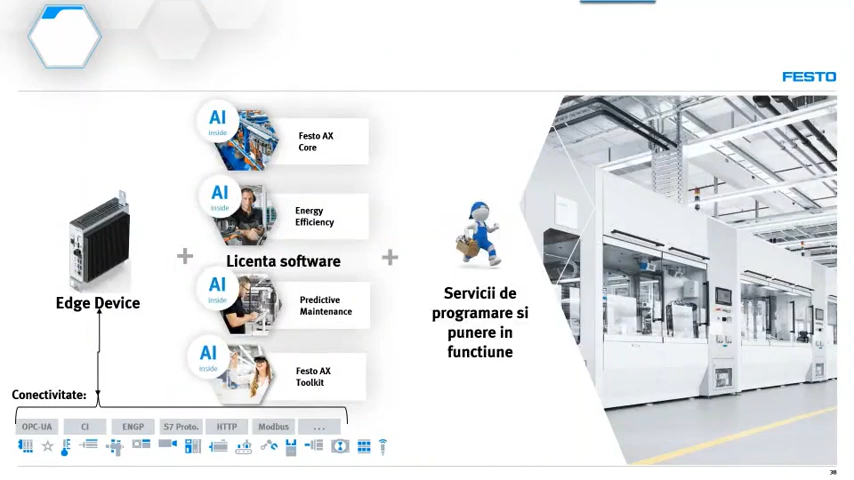 FESTO
AI
inside
Festo AX
Core
AI
inside
Energy
Efficiency
Licenta software
AI
inside
Predictive
Maintenance
AI
inside
Festo AX
Toolkit
Edge Device
+
+
Servicii de
programare si
punere in
functiune
Conectivitate:
OPC-UA CI ENGP S7 Proto. HTTP Modbus ...
38